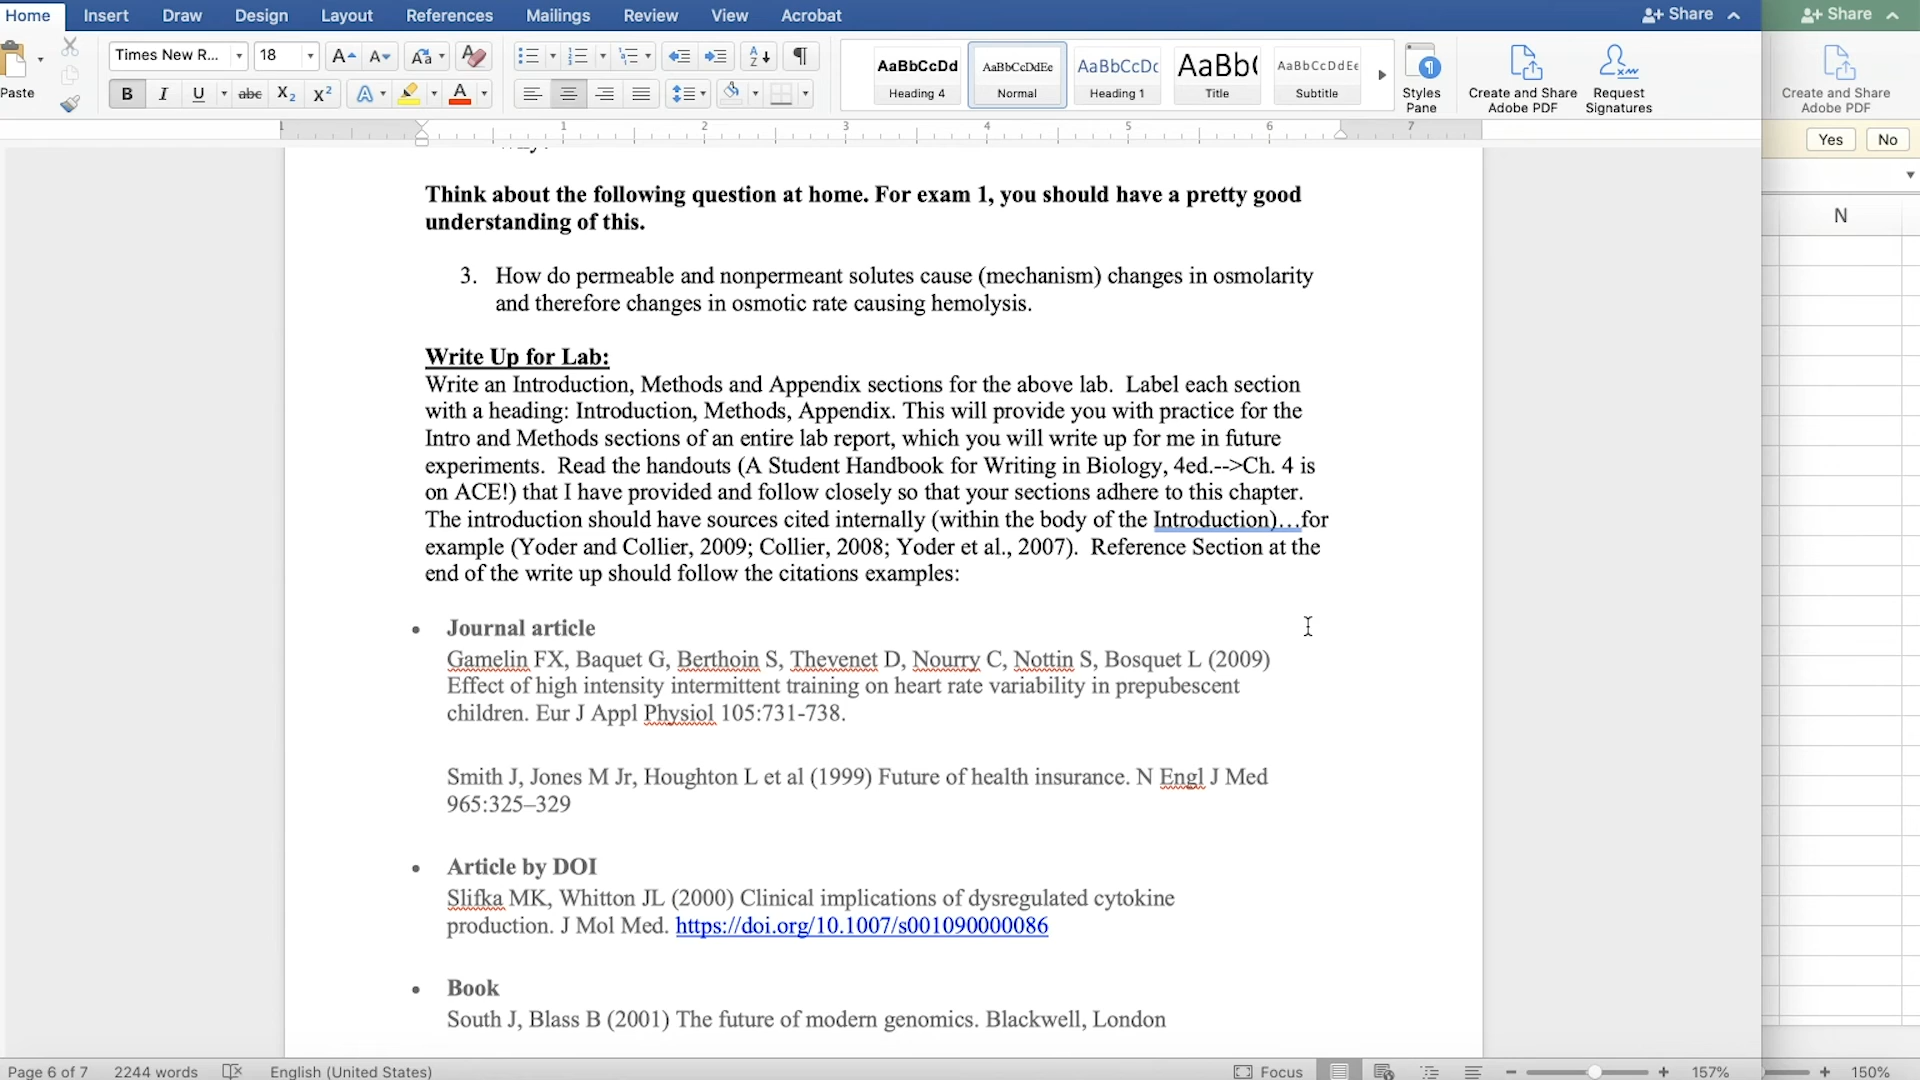 Home Insert Draw Design Layout References Mailings Review View Acrobat Share Share
Times New R... 18
Paste
AaBbCcDd AaBbCcDdEe AaBbCcDc AaBb( AaBbCcDdEe
Heading 4 Normal Heading 1 Title Subtitle
Styles Pane
Create and Share Adobe PDF
Request Signatures
Create and Share Adobe PDF
1 1 2 3 4 5 6 7
Yes No
N
Think about the following question at home. For exam 1, you should have a pretty good
understanding of this.
3. How do permeable and nonpermeant solutes cause (mechanism) changes in osmolarity
and therefore changes in osmotic rate causing hemolysis.
Write Up for Lab:
Write an Introduction, Methods and Appendix sections for the above lab. Label each section
with a heading: Introduction, Methods, Appendix. This will provide you with practice for the
Intro and Methods sections of an entire lab report, which you will write up for me in future
experiments. Read the handouts (A Student Handbook for Writing in Biology, 4ed.-->Ch. 4 is
on ACE!) that I have provided and follow closely so that your sections adhere to this chapter.
The introduction should have sources cited internally (within the body of the Introduction)…for
example (Yoder and Collier, 2009; Collier, 2008; Yoder et al., 2007). Reference Section at the
end of the write up should follow the citations examples:
• Journal article
Gamelin FX, Baquet G, Berthoin S, Thevenet D, Nourry C, Nottin S, Bosquet L (2009)
Effect of high intensity intermittent training on heart rate variability in prepubescent
children. Eur J Appl Physiol 105:731-738.
Smith J, Jones M Jr, Houghton L et al (1999) Future of health insurance. N Engl J Med
965:325–329
• Article by DOI
Slifka MK, Whitton JL (2000) Clinical implications of dysregulated cytokine
production. J Mol Med. https://doi.org/10.1007/s001090000086
• Book
South J, Blass B (2001) The future of modern genomics. Blackwell, London
Page 6 of 7 2244 words English (United States) Focus 157% 150%